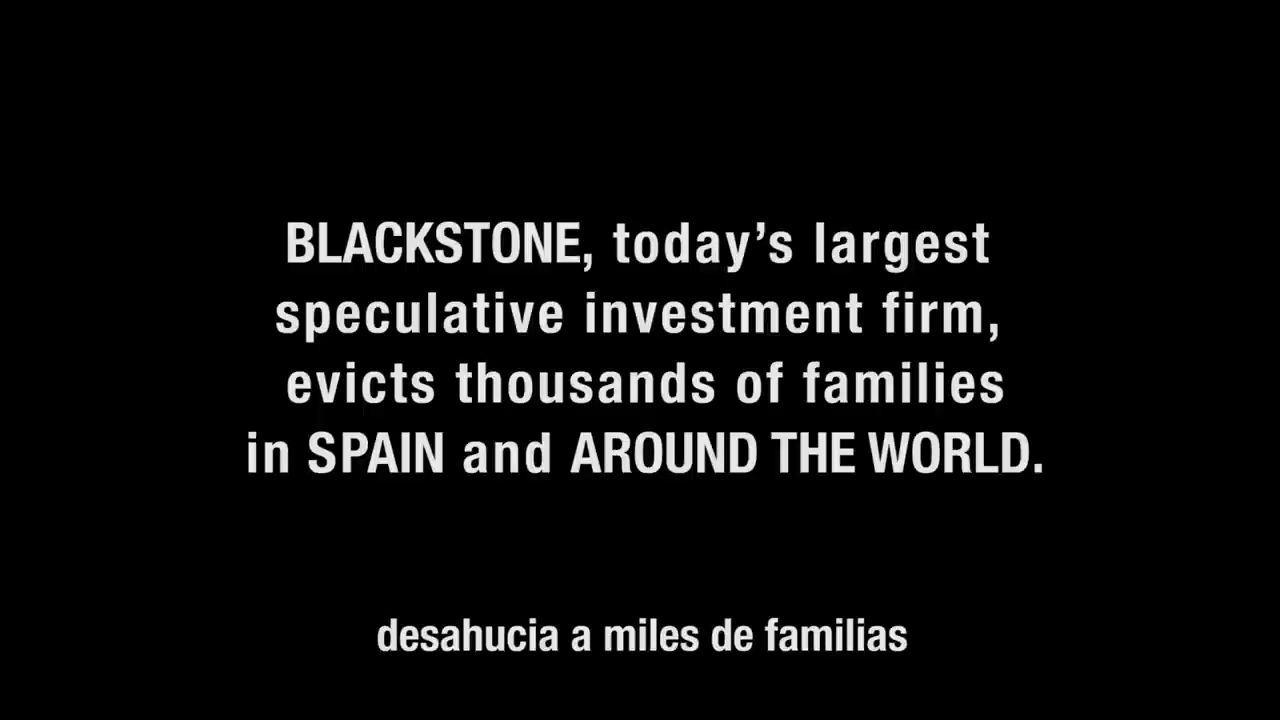 BLACKSTONE, today’s largest
speculative investment firm,
evicts thousands of families
in SPAIN and AROUND THE WORLD.
desahucia a miles de familias